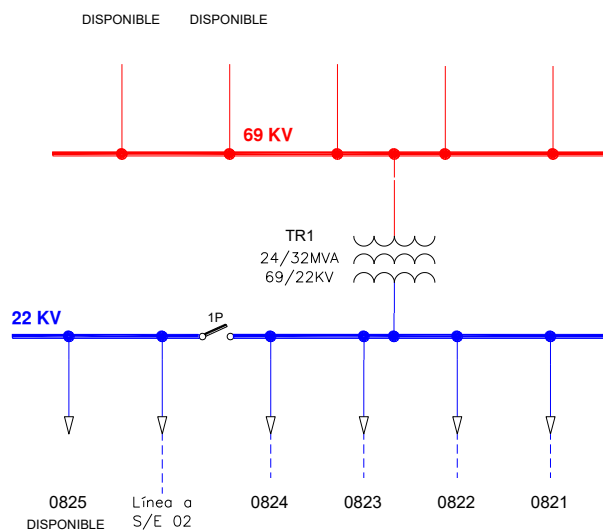 DISPONIBLE DISPONIBLE
69 KV
TR1
24/32MVA
69/22KV
22 KV
1P
0825 Línea a 0824 0823 0822 0821
DISPONIBLE S/E 02